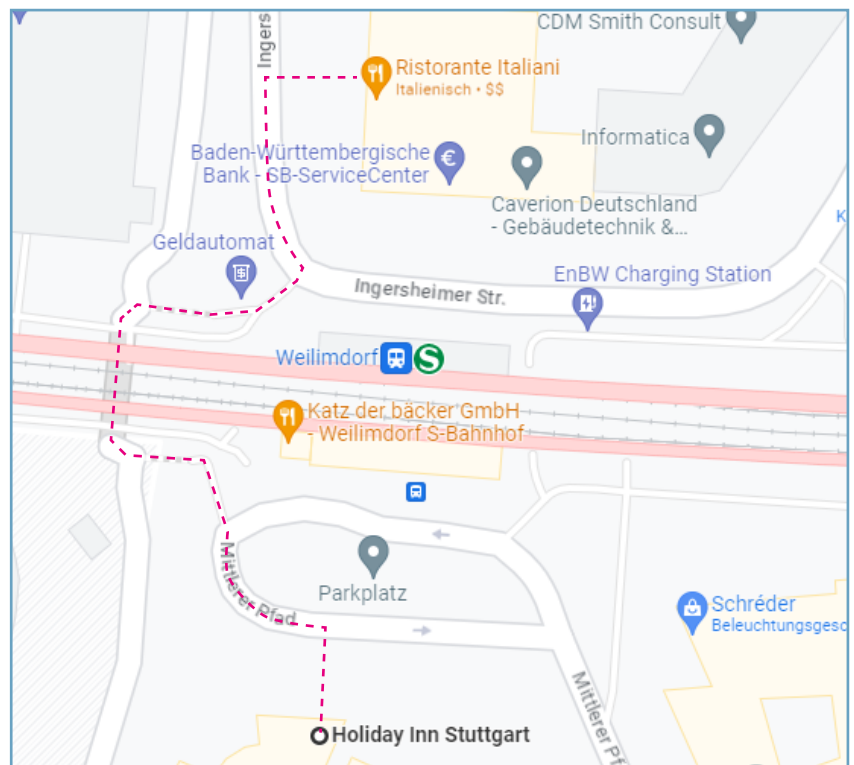 CDM Smith Consult
Ingers
Ristorante Italiani
Italienisch • $$
Informatica
Baden-Württembergische
Bank - SB-ServiceCenter
€
Caverion Deutschland
- Gebäudetechnik &...
K
Geldautomat
$
EnBW Charging Station
Ingersheimer Str.
Weilimdorf
S
Katz der bäcker GmbH
- Weilimdorf S-Bahnhof
Mittlerer Pfad
Parkplatz
Schréder
Beleuchtungsgesc
Mittlerer Pf
Holiday Inn Stuttgart